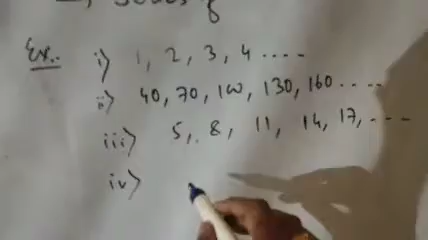 Ex.. i) 1, 2, 3, 4 ....
ii) 40, 70, 100, 130, 160 .....
iii) 5, 8, 11, 14, 17, ...
iv)